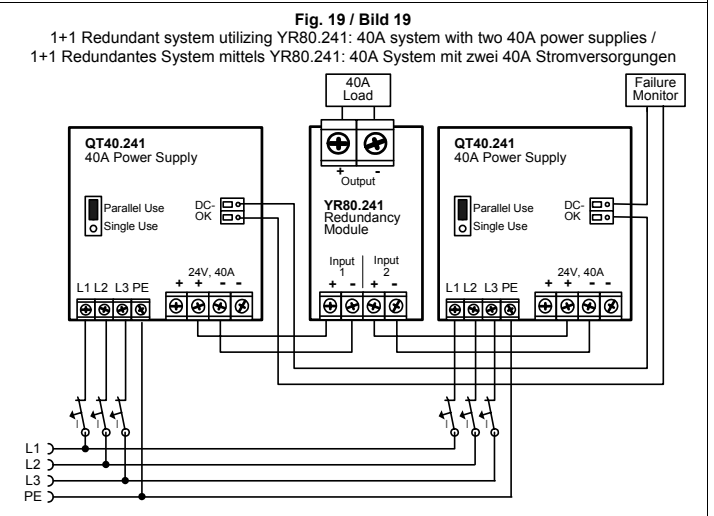 Fig. 19 / Bild 19
1+1 Redundant system utilizing YR80.241: 40A system with two 40A power supplies /
1+1 Redundantes System mittels YR80.241: 40A System mit zwei 40A Stromversorgungen
40A
Load
Failure
Monitor
QT40.241
40A Power Supply
Parallel Use
Single Use
DC-
OK
24V, 40A
+ + - -
L1 L2 L3 PE
+ -
Output
YR80.241
Redundancy
Module
Input
1
Input
2
+ - + -
QT40.241
40A Power Supply
Parallel Use
Single Use
DC-
OK
24V, 40A
+ + - -
L1 L2 L3 PE
I I I
I I I
L1
L2
L3
PE